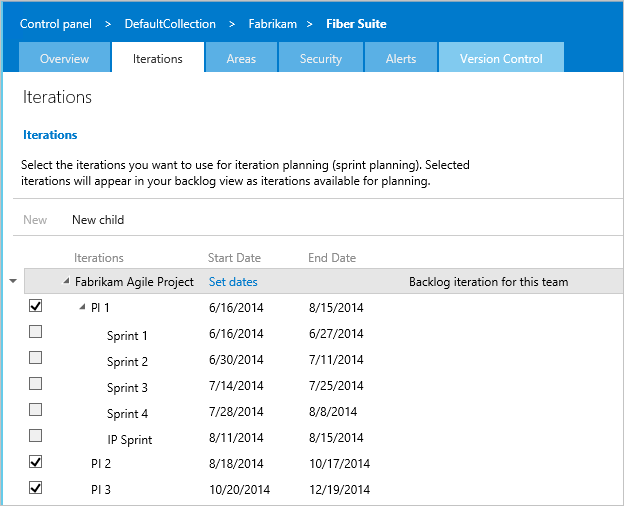 Control panel > DefaultCollection > Fabrikam > Fiber Suite
Overview Iterations Areas Security Alerts Version Control
Iterations
Iterations
Select the iterations you want to use for iteration planning (sprint planning). Selected
iterations will appear in your backlog view as iterations available for planning.
New New child
Iterations Start Date End Date
Fabrikam Agile Project Set dates Backlog iteration for this team
PI 1 6/16/2014 8/15/2014
Sprint 1 6/16/2014 6/27/2014
Sprint 2 6/30/2014 7/11/2014
Sprint 3 7/14/2014 7/25/2014
Sprint 4 7/28/2014 8/8/2014
IP Sprint 8/11/2014 8/15/2014
PI 2 8/18/2014 10/17/2014
PI 3 10/20/2014 12/19/2014